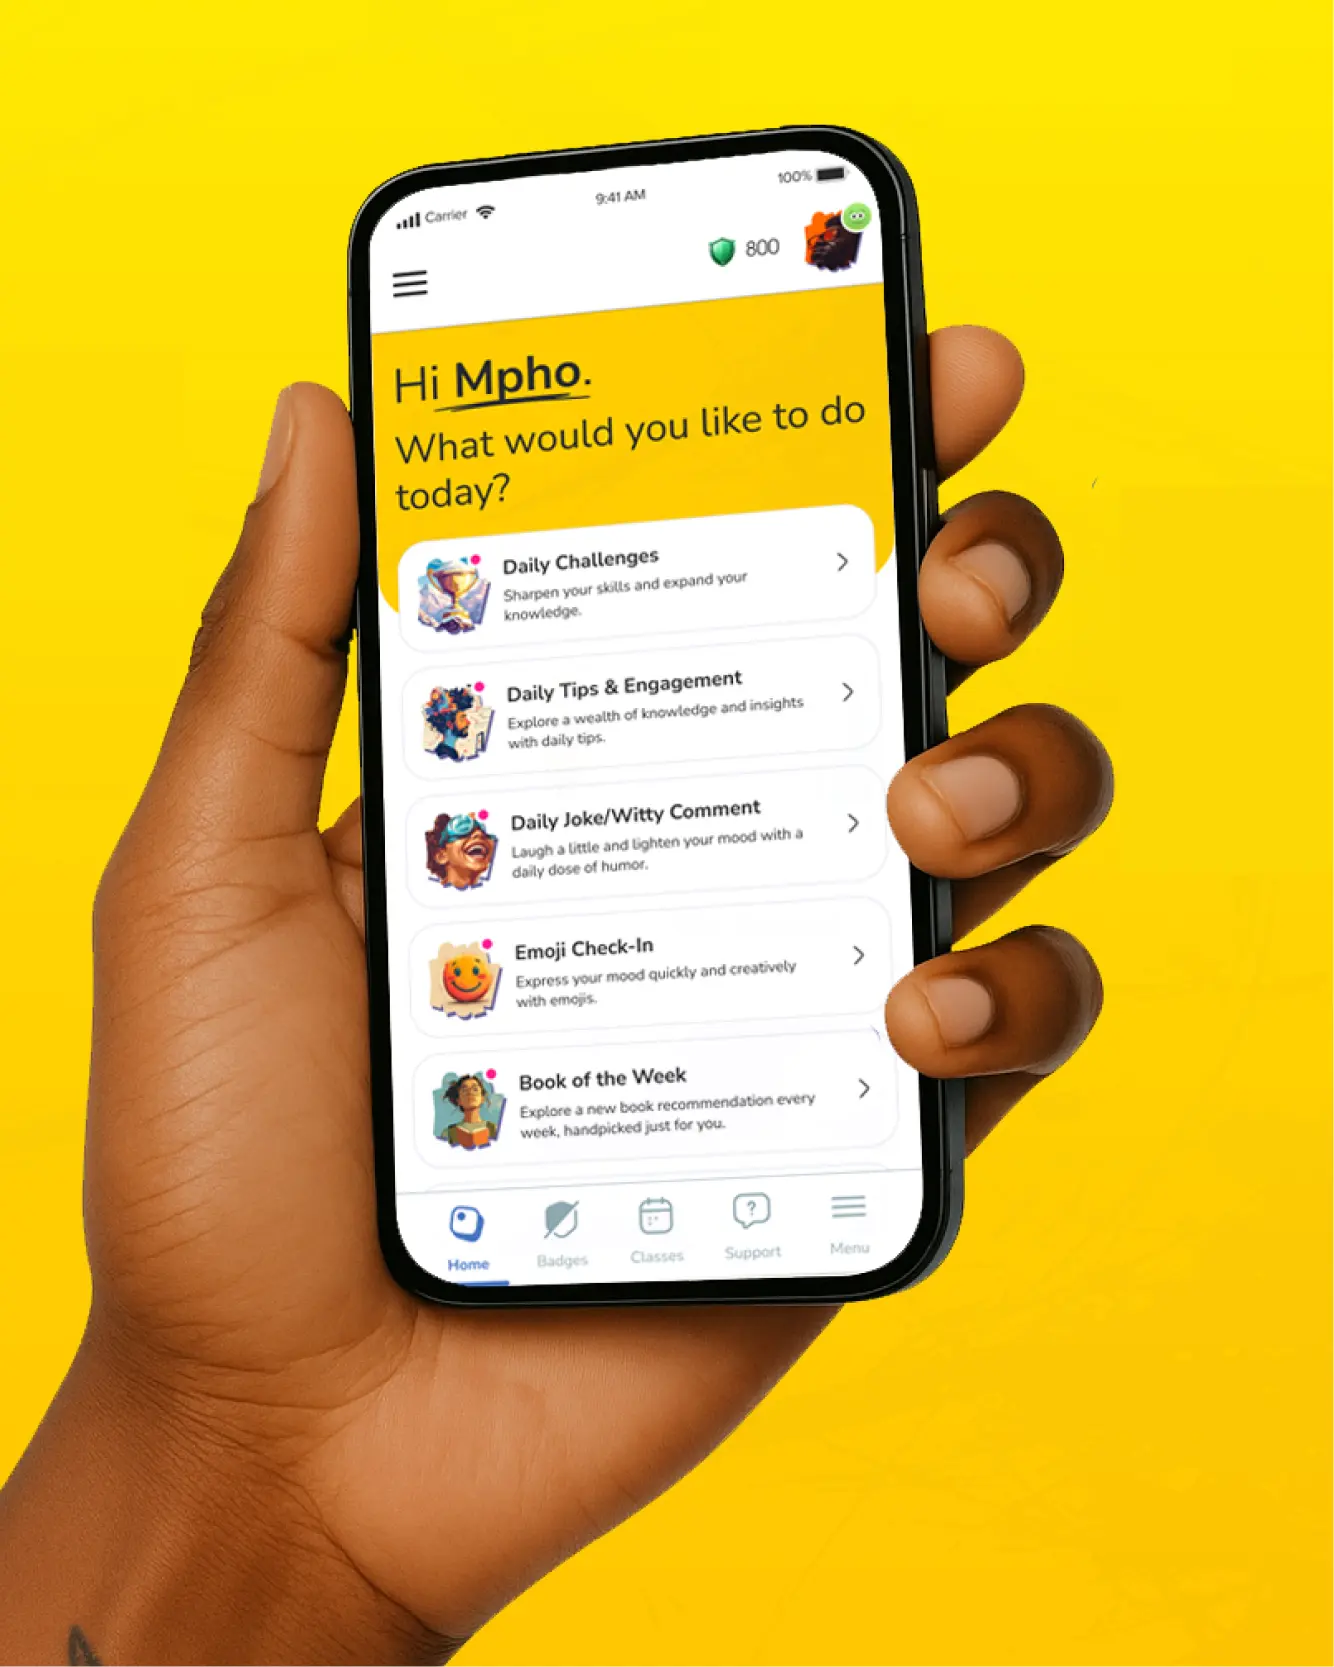 Carrier 9:41 AM 100%
800
Hi Mpho.
What would you like to do
today?
Daily Challenges
Sharpen your skills and expand your
knowledge.
Daily Tips & Engagement
Explore a wealth of knowledge and insights
with daily tips.
Daily Joke/Witty Comment
Laugh a little and lighten your mood with a
daily dose of humor.
Emoji Check-In
Express your mood quickly and creatively
with emojis.
Book of the Week
Explore a new book recommendation every
week, handpicked just for you.
Home Badges Classes Support Menu